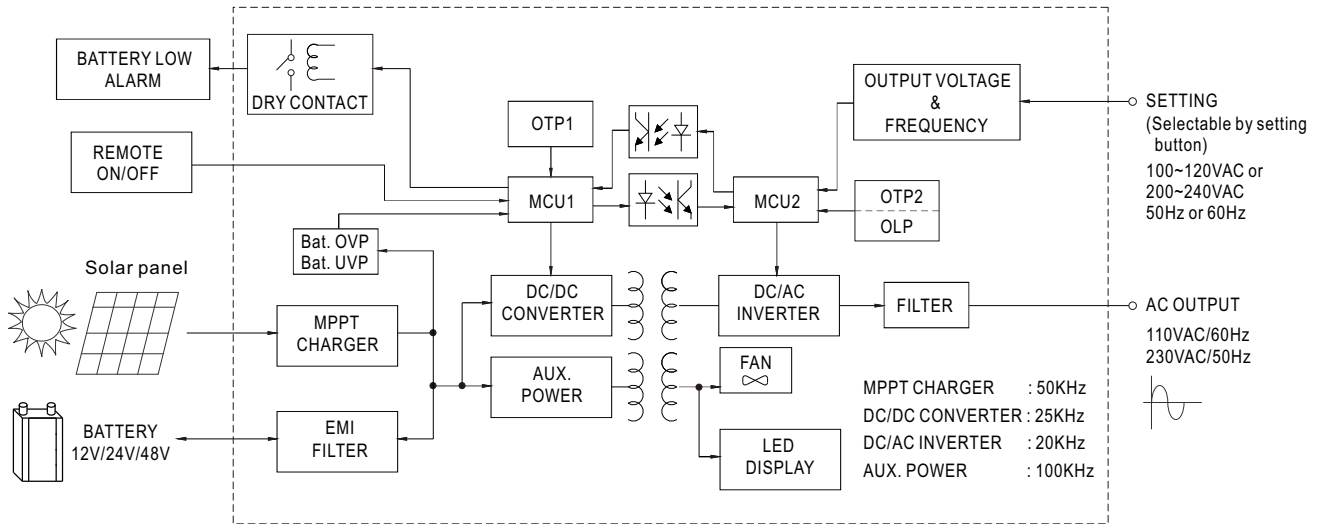 BATTERY LOW
ALARM
DRY CONTACT
REMOTE
ON/OFF
OTP1
MCU1
MCU2
OUTPUT VOLTAGE
&
FREQUENCY
SETTING
(Selectable by setting
button)
100~120VAC or
200~240VAC
50Hz or 60Hz
OTP2
OLP
Bat. OVP
Bat. UVP
Solar panel
MPPT
CHARGER
DC/DC
CONVERTER
DC/AC
INVERTER
FILTER
AC OUTPUT
110VAC/60Hz
230VAC/50Hz
AUX.
POWER
FAN
BATTERY
12V/24V/48V
EMI
FILTER
LED
DISPLAY
MPPT CHARGER : 50KHz
DC/DC CONVERTER : 25KHz
DC/AC INVERTER : 20KHz
AUX. POWER : 100KHz